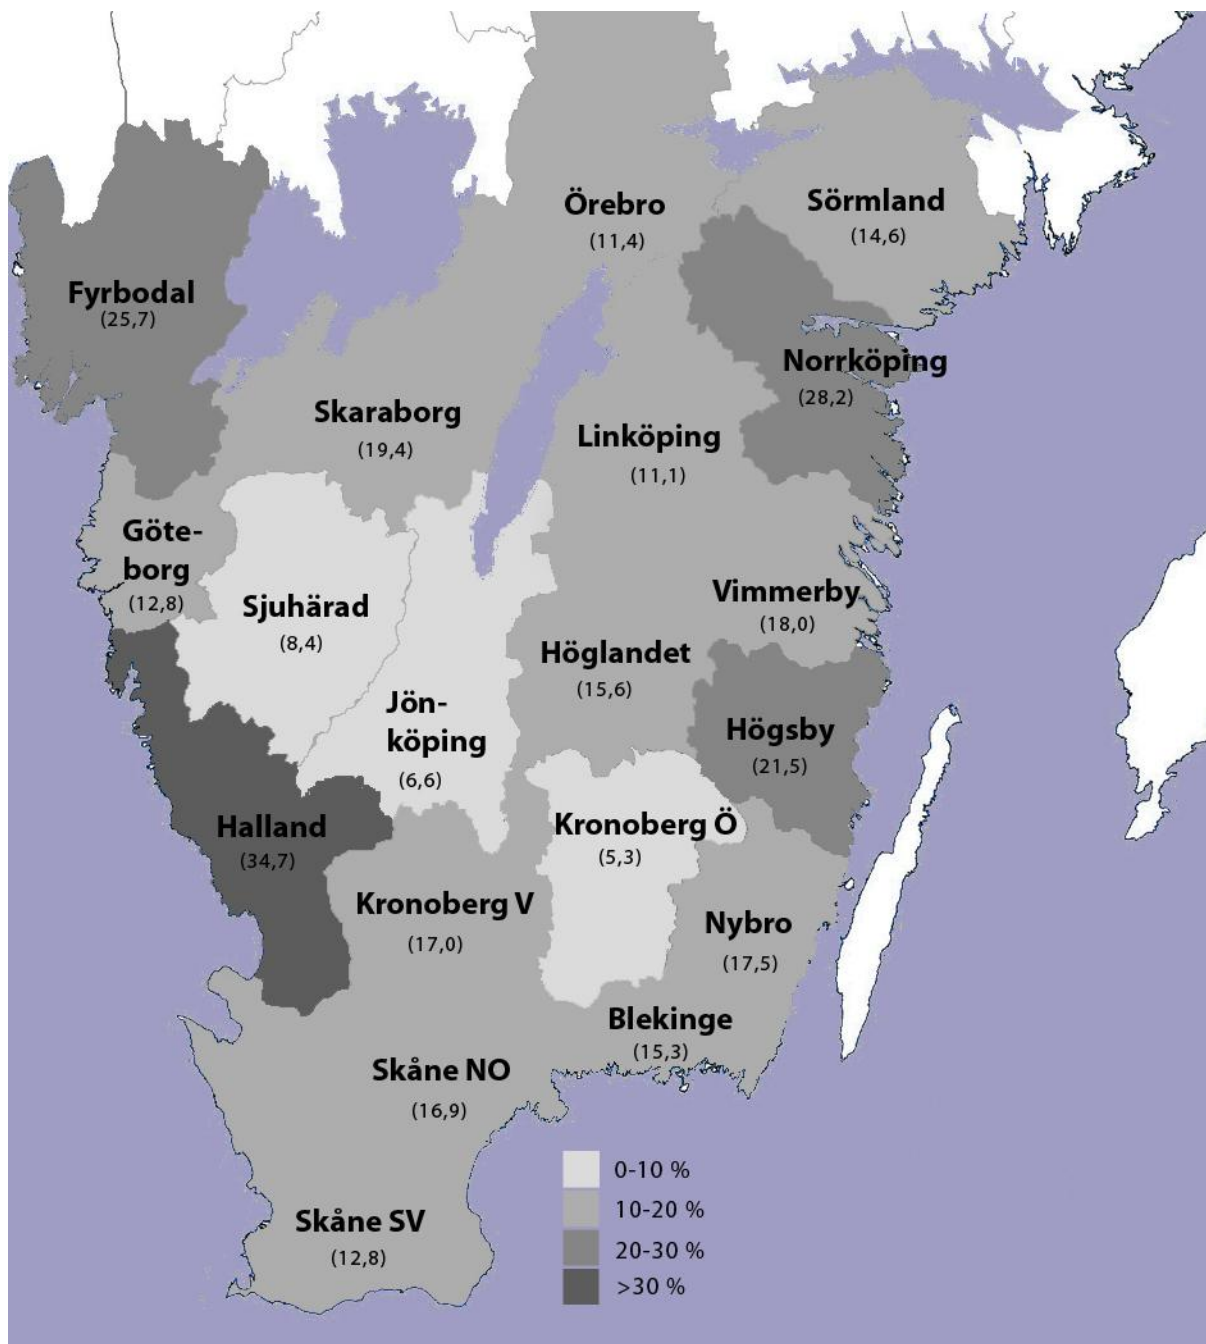 Örebro
(11,4)
Sörmland
(14,6)
Fyrbodal
(25,7)
Norrköping
(28,2)
Skaraborg
(19,4)
Linköping
(11,1)
Göte-
borg
(12,8)
Sjuhärad
(8,4)
Vimmerby
(18,0)
Höglandet
(15,6)
Jön-
köping
(6,6)
Högsby
(21,5)
Halland
(34,7)
Kronoberg Ö
(5,3)
Kronoberg V
(17,0)
Nybro
(17,5)
Blekinge
(15,3)
Skåne NO
(16,9)
Skåne SV
(12,8)
0-10 %
10-20 %
20-30 %
>30 %